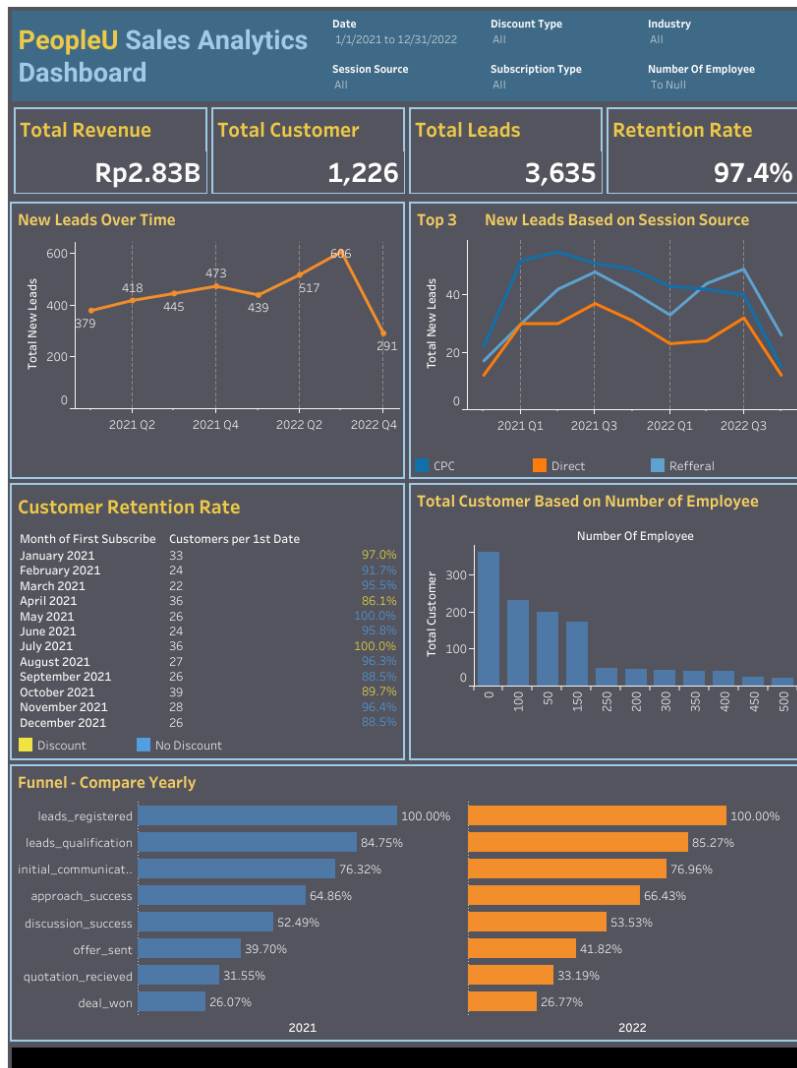 PeopleU Sales Analytics
Dashboard
Date
1/1/2021 to 12/31/2022
Discount Type
All
Industry
All
Session Source
All
Subscription Type
All
Number Of Employee
To Null
Total Revenue
Rp2.83B
Total Customer
1,226
Total Leads
3,635
Retention Rate
97.4%
New Leads Over Time
Total New Leads
600
400
200
0
379
418
445
473
439
517
606
291
2021 Q2
2021 Q4
2022 Q2
2022 Q4
Top 3 New Leads Based on Session Source
Total New Leads
40
20
0
2021 Q1
2021 Q3
2022 Q1
2022 Q3
CPC
Direct
Refferal
Customer Retention Rate
Month of First Subscribe Customers per 1st Date
January 2021 33 97.0%
February 2021 24 91.7%
March 2021 22 95.5%
April 2021 36 86.1%
May 2021 26 100.0%
June 2021 24 95.8%
July 2021 36 100.0%
August 2021 27 96.3%
September 2021 26 88.5%
October 2021 39 89.7%
November 2021 28 96.4%
December 2021 26 88.5%
Discount
No Discount
Total Customer Based on Number of Employee
Number Of Employee
Total Customer
300
200
100
0
0
100
50
150
250
200
300
350
400
450
500
Funnel - Compare Yearly
leads_registered 100.00% 100.00%
leads_qualification 84.75% 85.27%
initial_communicat.. 76.32% 76.96%
approach_success 64.86% 66.43%
discussion_success 52.49% 53.53%
offer_sent 39.70% 41.82%
quotation_recieved 31.55% 33.19%
deal_won 26.07% 26.77%
2021
2022